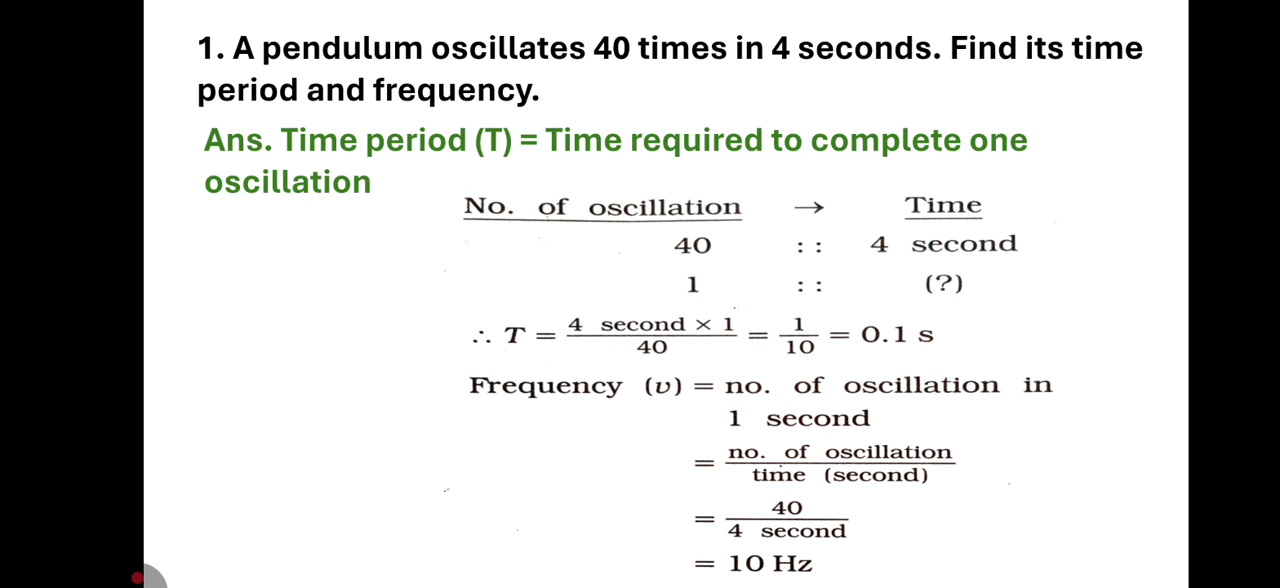 1. A pendulum oscillates 40 times in 4 seconds. Find its time
period and frequency.
Ans. Time period (T) = Time required to complete one
oscillation
No. of oscillation → Time
40 :: 4 second
1 :: (?)
∴ T = 4 second × 1 / 40 = 1/10 = 0.1 s
Frequency (υ) = no. of oscillation in
1 second
= no. of oscillation / time (second)
= 40 / 4 second
= 10 Hz